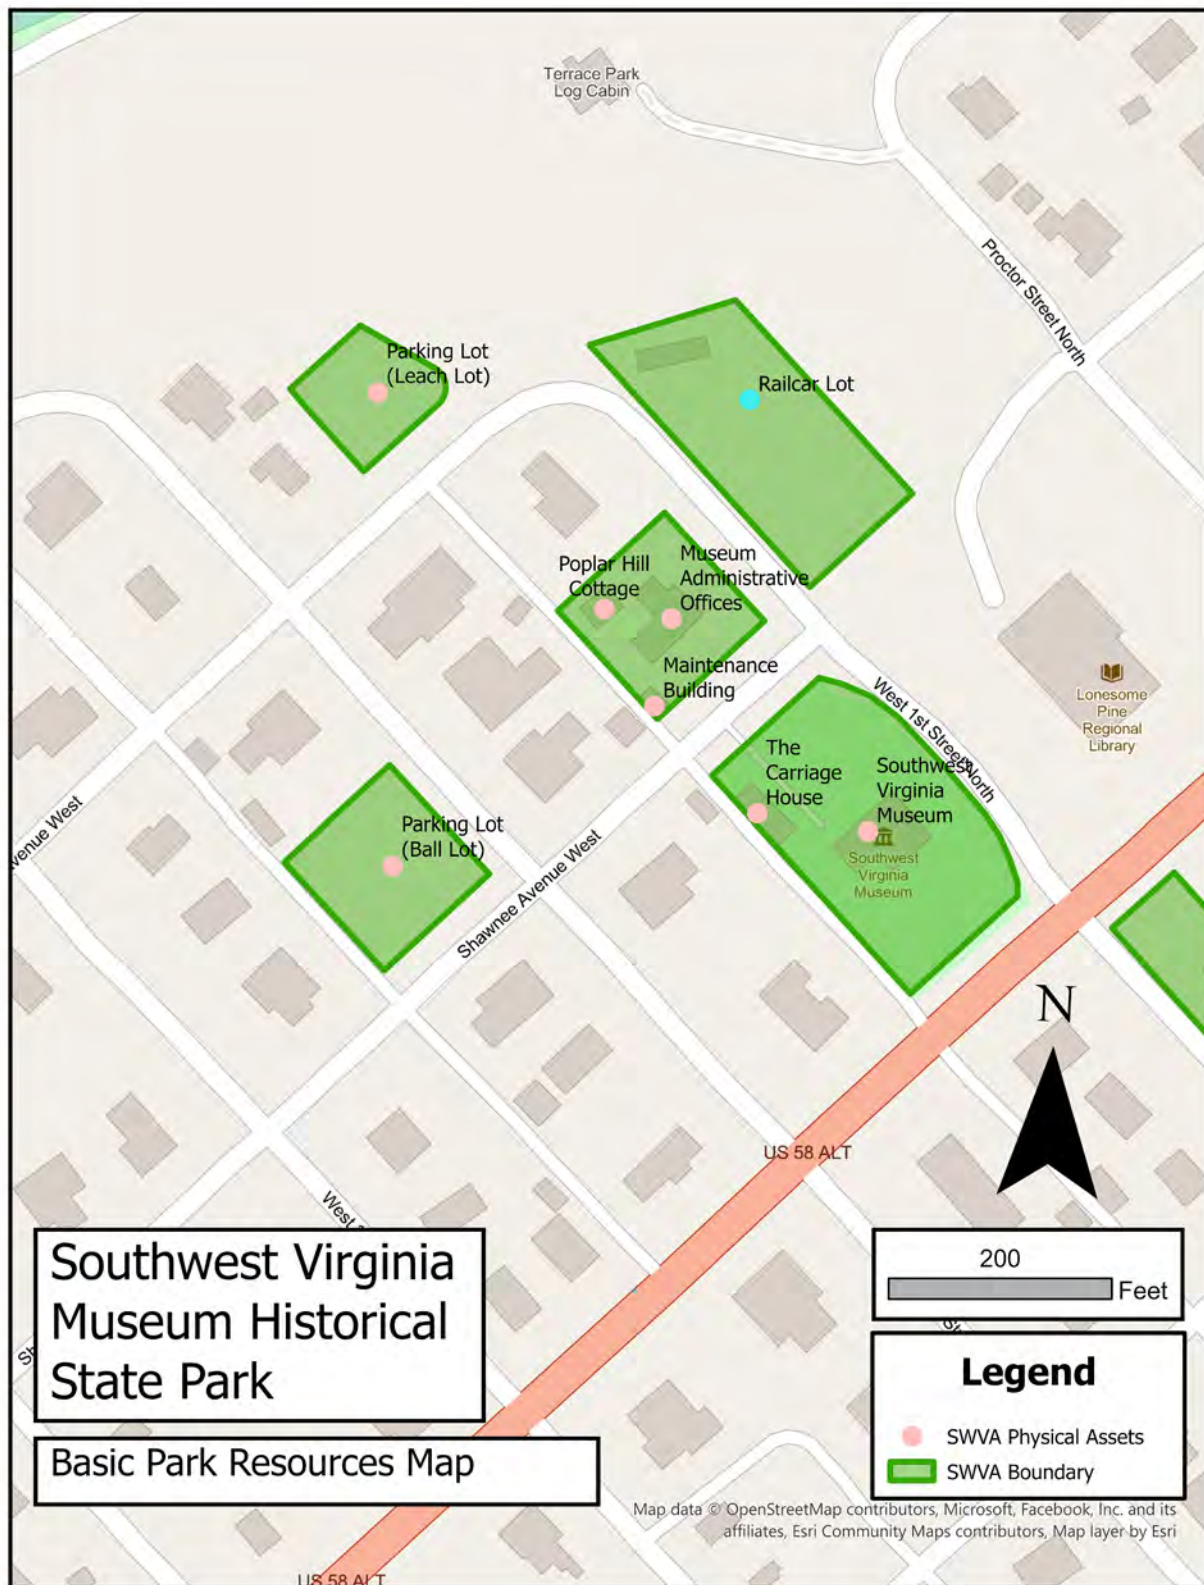 Terrace Park
Log Cabin
Proctor Street North
Parking Lot
(Leach Lot)
Railcar Lot
Poplar Hill
Cottage
Museum
Administrative
Offices
Maintenance
Building
West 1st Street North
Lonesome
Pine
Regional
Library
The
Carriage
House
Southwest
Virginia
Museum
Southwest
Virginia
Museum
Parking Lot
(Ball Lot)
Shawnee Avenue West
venue West
N
US 58 ALT
West
Southwest Virginia
Museum Historical
State Park
Basic Park Resources Map
200
Feet
Legend
SWVA Physical Assets
SWVA Boundary
Map data © OpenStreetMap contributors, Microsoft, Facebook, Inc. and its
affiliates, Esri Community Maps contributors, Map layer by Esri
US 58 ALT